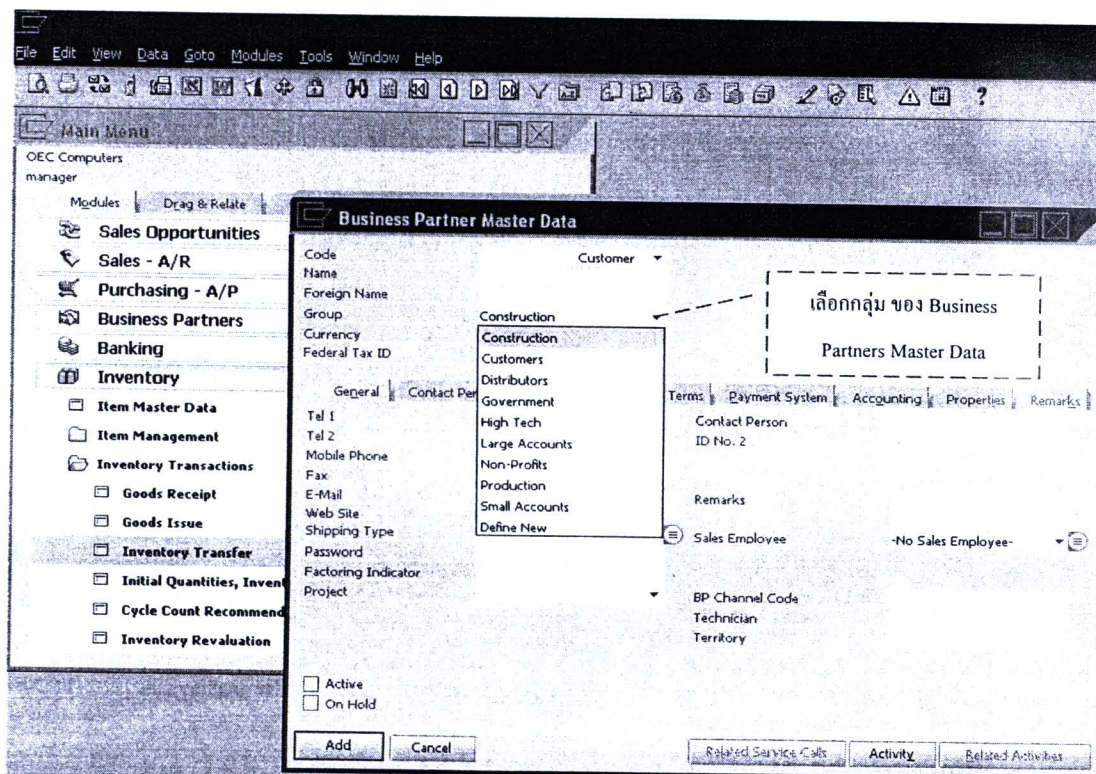 File Edit View Data Goto Modules Tools Window Help
Main Menu
OEC Computers
manager
Modules Drag & Relate
Sales Opportunities
Sales - A/R
Purchasing - A/P
Business Partners
Banking
Inventory
Item Master Data
Item Management
Inventory Transactions
Goods Receipt
Goods Issue
Inventory Transfer
Initial Quantities, Invent
Cycle Count Recommend
Inventory Revaluation
Business Partner Master Data
Code Customer
Name
Foreign Name
Group Construction
Currency
Federal Tax ID
Construction
Customers
Distributors
Government
High Tech
Large Accounts
Non-Profits
Production
Small Accounts
Define New
เลือกกลุ่ม ของ Business
Partners Master Data
General Contact Per Terms Payment System Accounting Properties Remarks
Tel 1
Tel 2
Mobile Phone
Fax
E-Mail
Web Site
Shipping Type
Password
Factoring Indicator
Project
Contact Person
ID No. 2
Remarks
Sales Employee -No Sales Employee-
BP Channel Code
Technician
Territory
Active
On Hold
Add Cancel Related Service Calls Activity Related Activities